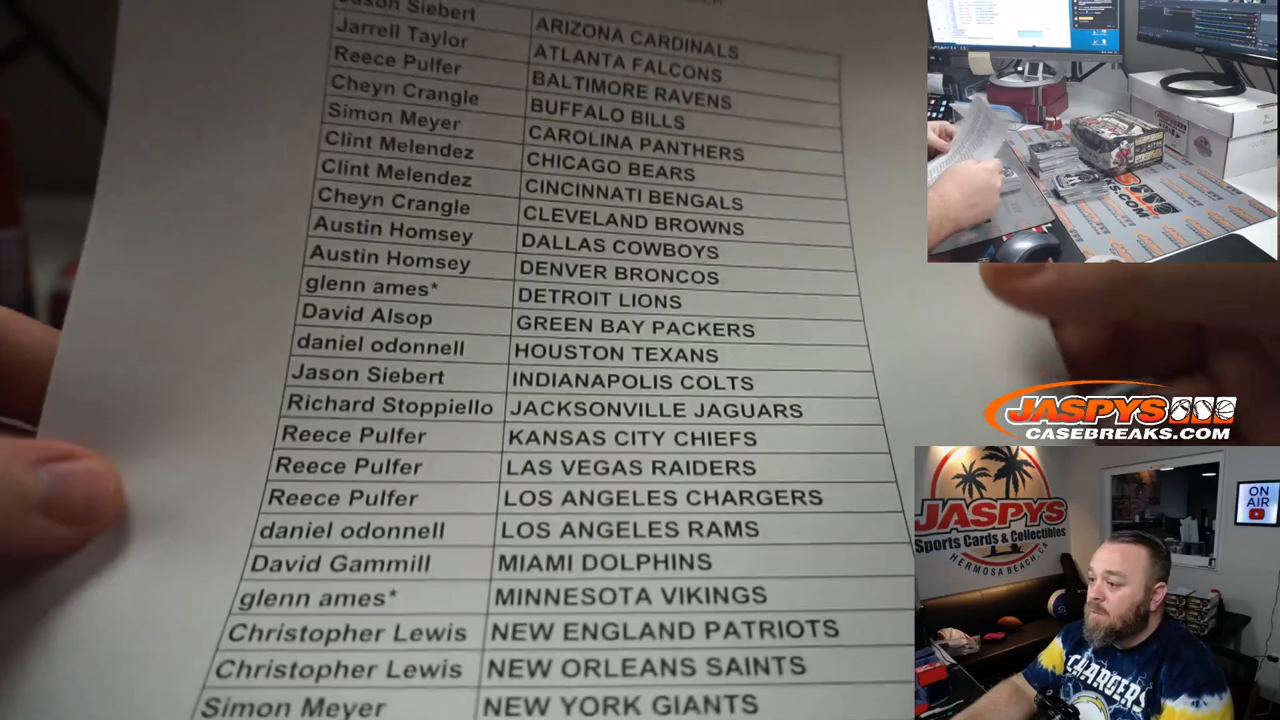 Jason Siebert ARIZONA CARDINALS
Jarrell Taylor ATLANTA FALCONS
Reece Pulfer BALTIMORE RAVENS
Cheyn Crangle BUFFALO BILLS
Simon Meyer CAROLINA PANTHERS
Clint Melendez CHICAGO BEARS
Clint Melendez CINCINNATI BENGALS
Cheyn Crangle CLEVELAND BROWNS
Austin Homsey DALLAS COWBOYS
Austin Homsey DENVER BRONCOS
glenn ames* DETROIT LIONS
David Alsop GREEN BAY PACKERS
daniel odonnell HOUSTON TEXANS
Jason Siebert INDIANAPOLIS COLTS
Richard Stoppiello JACKSONVILLE JAGUARS
Reece Pulfer KANSAS CITY CHIEFS
Reece Pulfer LAS VEGAS RAIDERS
Reece Pulfer LOS ANGELES CHARGERS
daniel odonnell LOS ANGELES RAMS
David Gammill MIAMI DOLPHINS
glenn ames* MINNESOTA VIKINGS
Christopher Lewis NEW ENGLAND PATRIOTS
Christopher Lewis NEW ORLEANS SAINTS
Simon Meyer NEW YORK GIANTS
JASPYS
CASEBREAKS.COM
JASPYS
Sports Cards & Collectibles
HERMOSA BEACH, CA
ON
AIR
CHARGERS